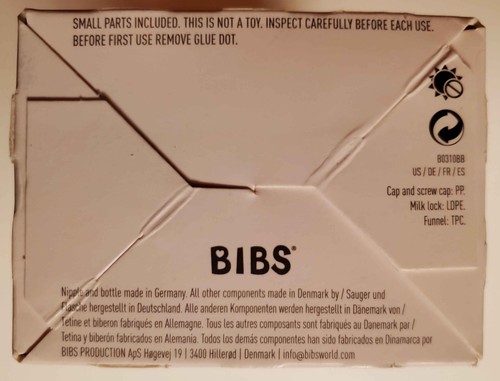 SMALL PARTS INCLUDED. THIS IS NOT A TOY. INSPECT CAREFULLY BEFORE EACH USE.
BEFORE FIRST USE REMOVE GLUE DOT.
B0310BB
US / DE / FR / ES
Cap and screw cap: PP.
Milk lock: LDPE.
Funnel: TPC.
BIBS®
Nipple and bottle made in Germany. All other components made in Denmark by / Sauger und
Flasche hergestellt in Deutschland. Alle anderen Komponenten werden hergestellt in Dänemark von /
Tetine et biberon fabriqués en Allemagne. Tous les autres composants sont fabriqués au Danemark par /
Tetina y biberón fabricados en Alemania. Todos los demás componentes han sido fabricados en Dinamarca por
BIBS PRODUCTION ApS Høgevej 19 | 3400 Hillerød | Denmark | info@bibsworld.com